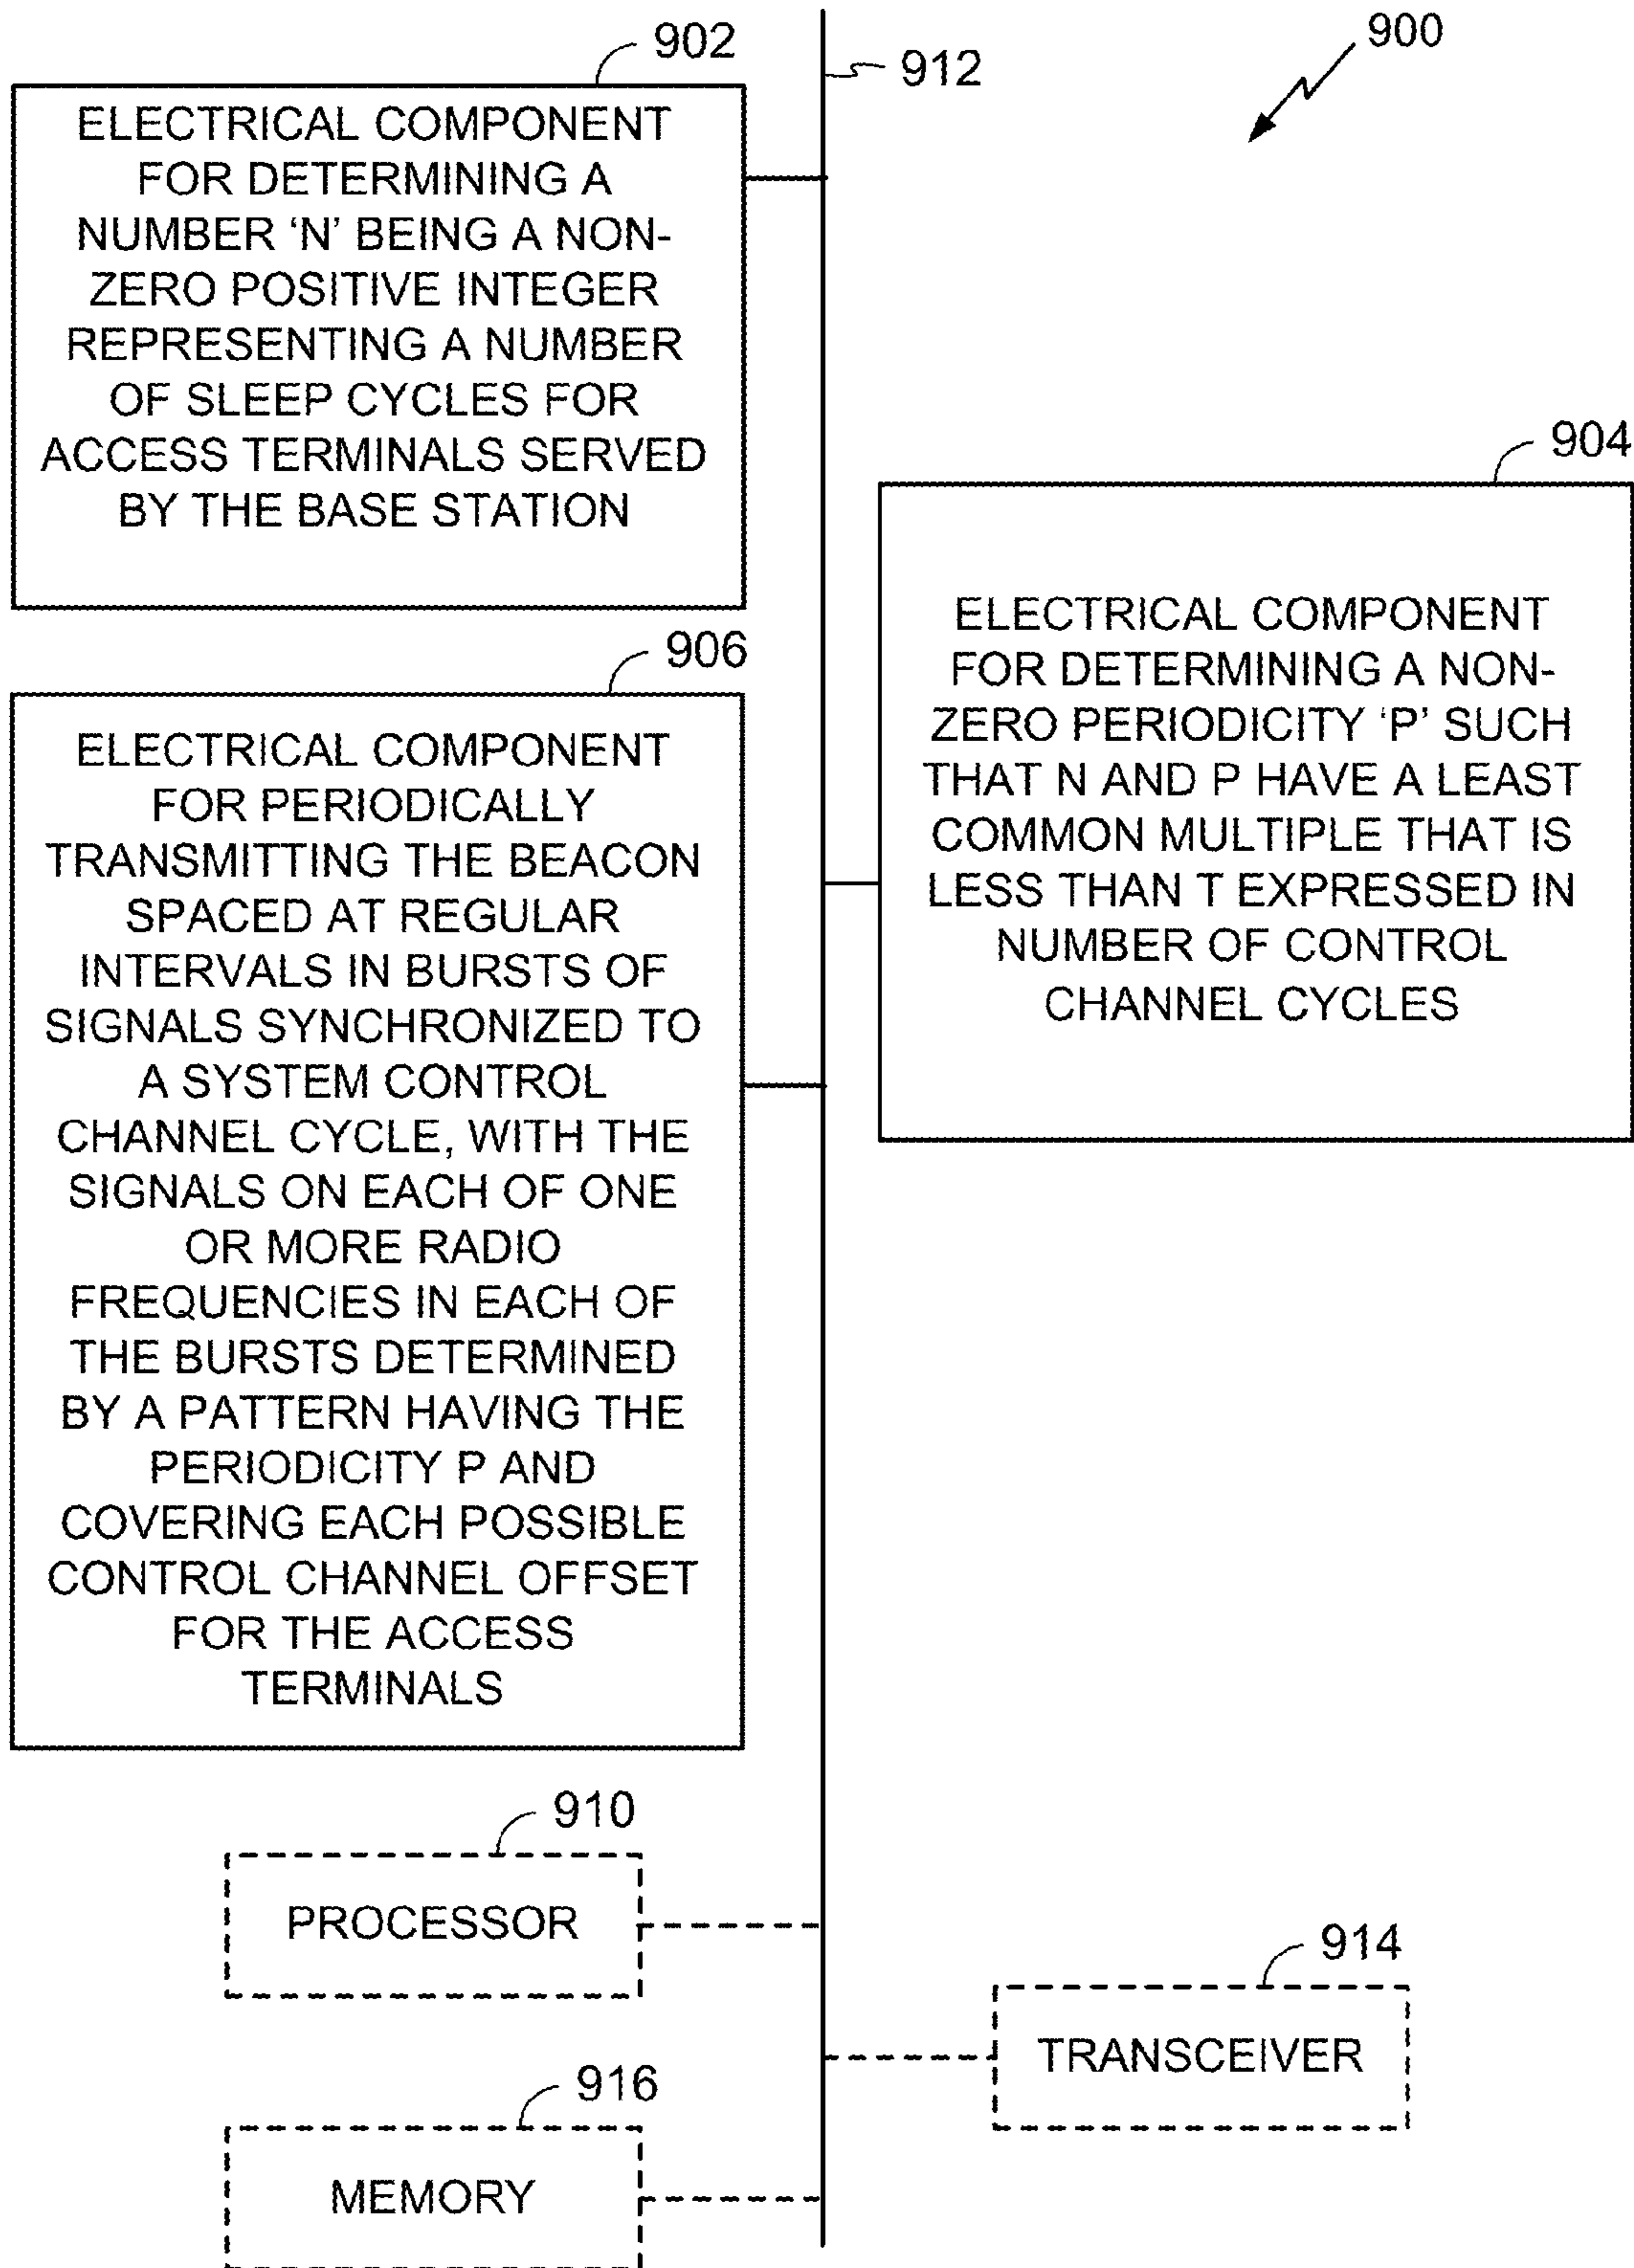 900
912
902
ELECTRICAL COMPONENT
FOR DETERMINING A
NUMBER ‘N’ BEING A NON-
ZERO POSITIVE INTEGER
REPRESENTING A NUMBER
OF SLEEP CYCLES FOR
ACCESS TERMINALS SERVED
BY THE BASE STATION
904
ELECTRICAL COMPONENT
FOR DETERMINING A NON-
ZERO PERIODICITY ‘P’ SUCH
THAT N AND P HAVE A LEAST
COMMON MULTIPLE THAT IS
LESS THAN T EXPRESSED IN
NUMBER OF CONTROL
CHANNEL CYCLES
906
ELECTRICAL COMPONENT
FOR PERIODICALLY
TRANSMITTING THE BEACON
SPACED AT REGULAR
INTERVALS IN BURSTS OF
SIGNALS SYNCHRONIZED TO
A SYSTEM CONTROL
CHANNEL CYCLE, WITH THE
SIGNALS ON EACH OF ONE
OR MORE RADIO
FREQUENCIES IN EACH OF
THE BURSTS DETERMINED
BY A PATTERN HAVING THE
PERIODICITY P AND
COVERING EACH POSSIBLE
CONTROL CHANNEL OFFSET
FOR THE ACCESS
TERMINALS
910
PROCESSOR
914
TRANSCEIVER
916
MEMORY